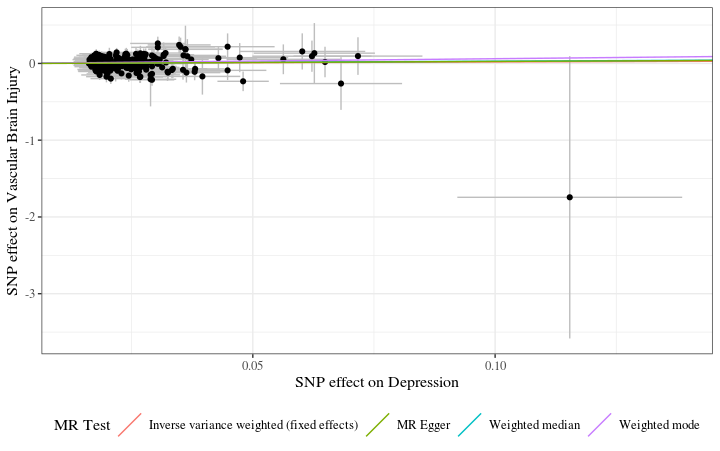 SNP effect on Vascular Brain Injury
0
-1
-2
-3
0.05
0.10
SNP effect on Depression
MR Test
Inverse variance weighted (fixed effects)
MR Egger
Weighted median
Weighted mode